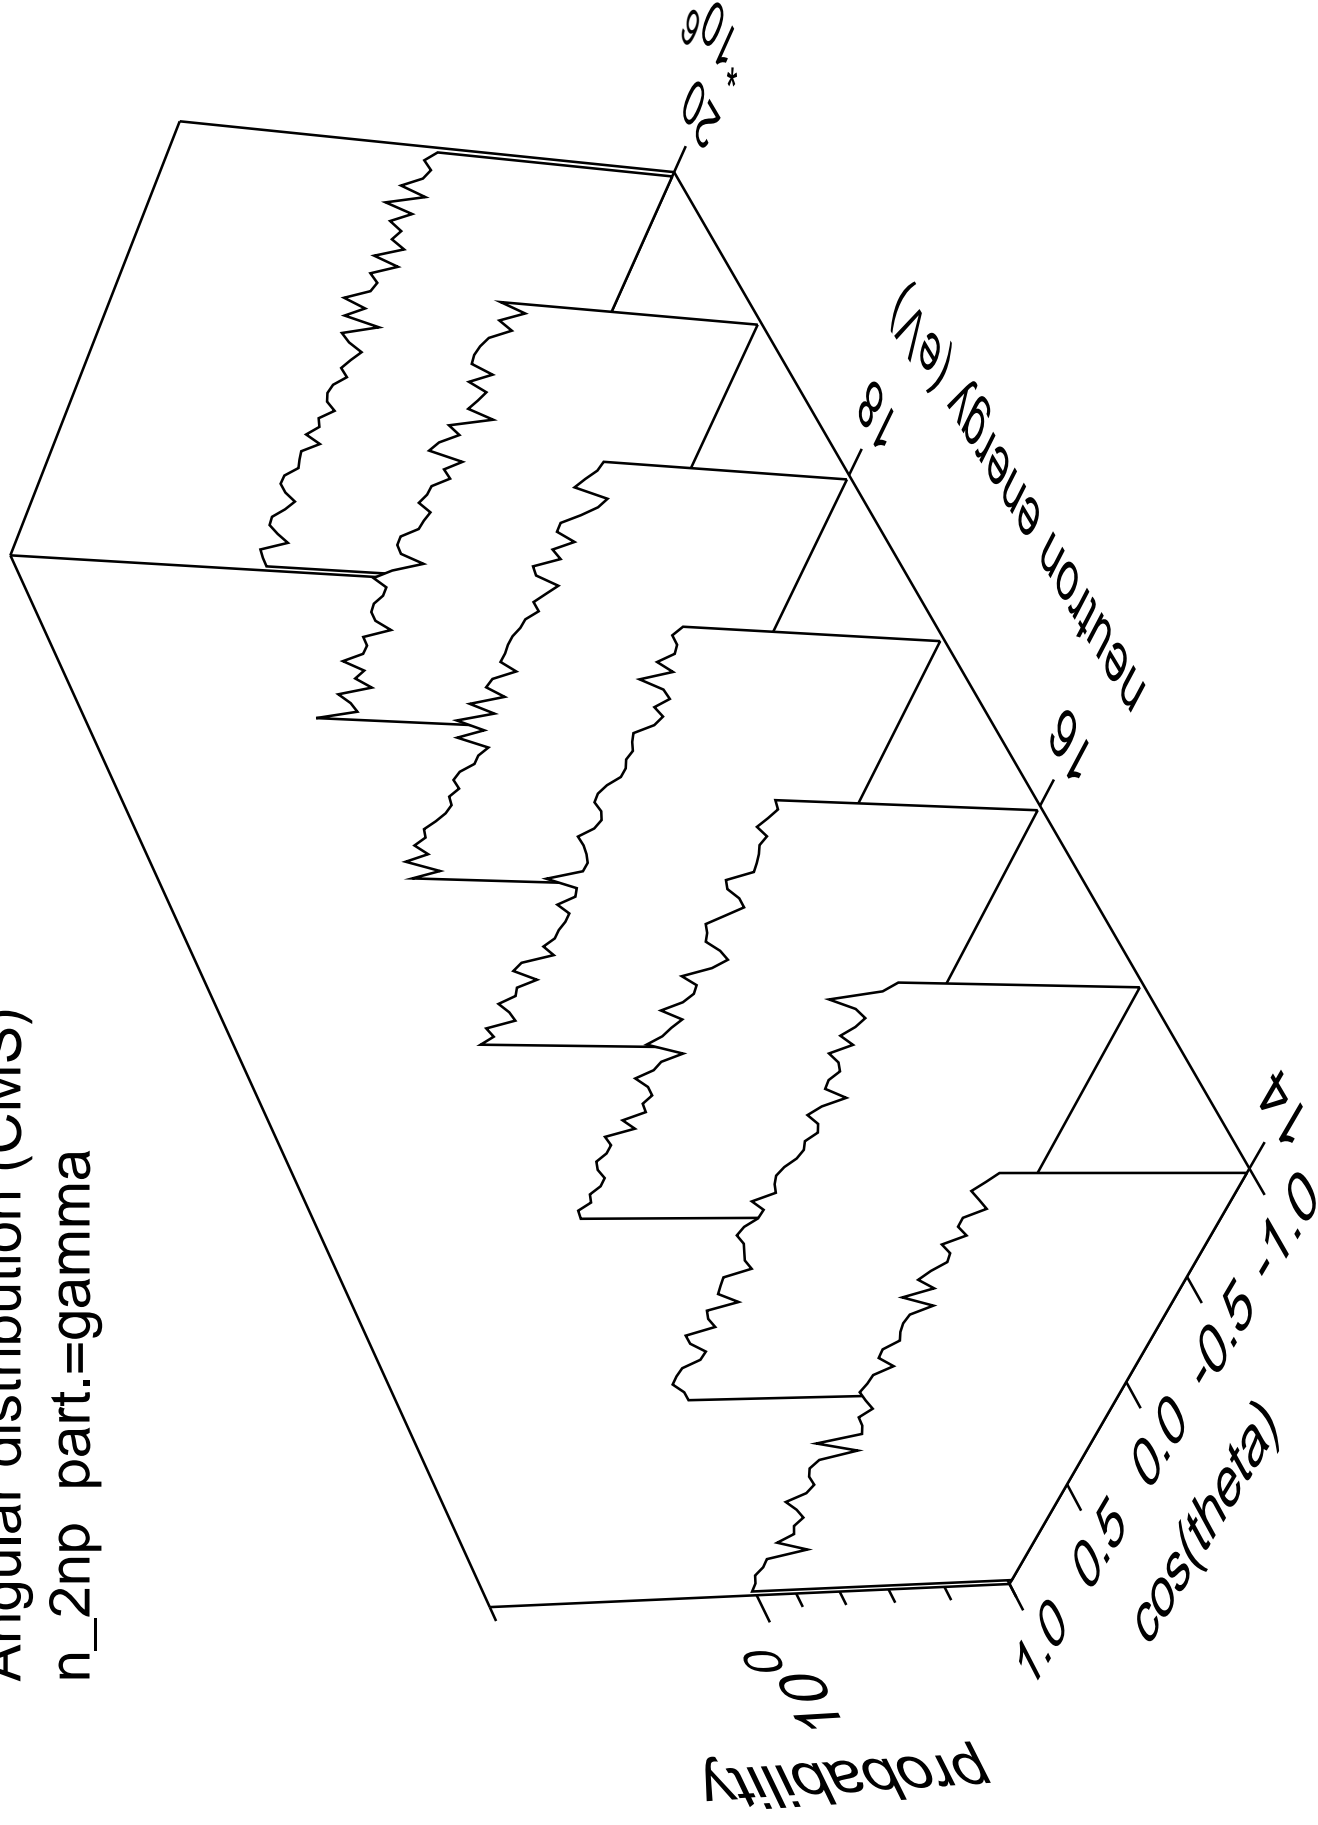 Angular distribution (CMS)
n_2np part.=gamma
probability
10 0
1.0 0.5 0.0 -0.5 -1.0
cos(theta)
14 16 18 20
* 10 6
neutron energy (eV)